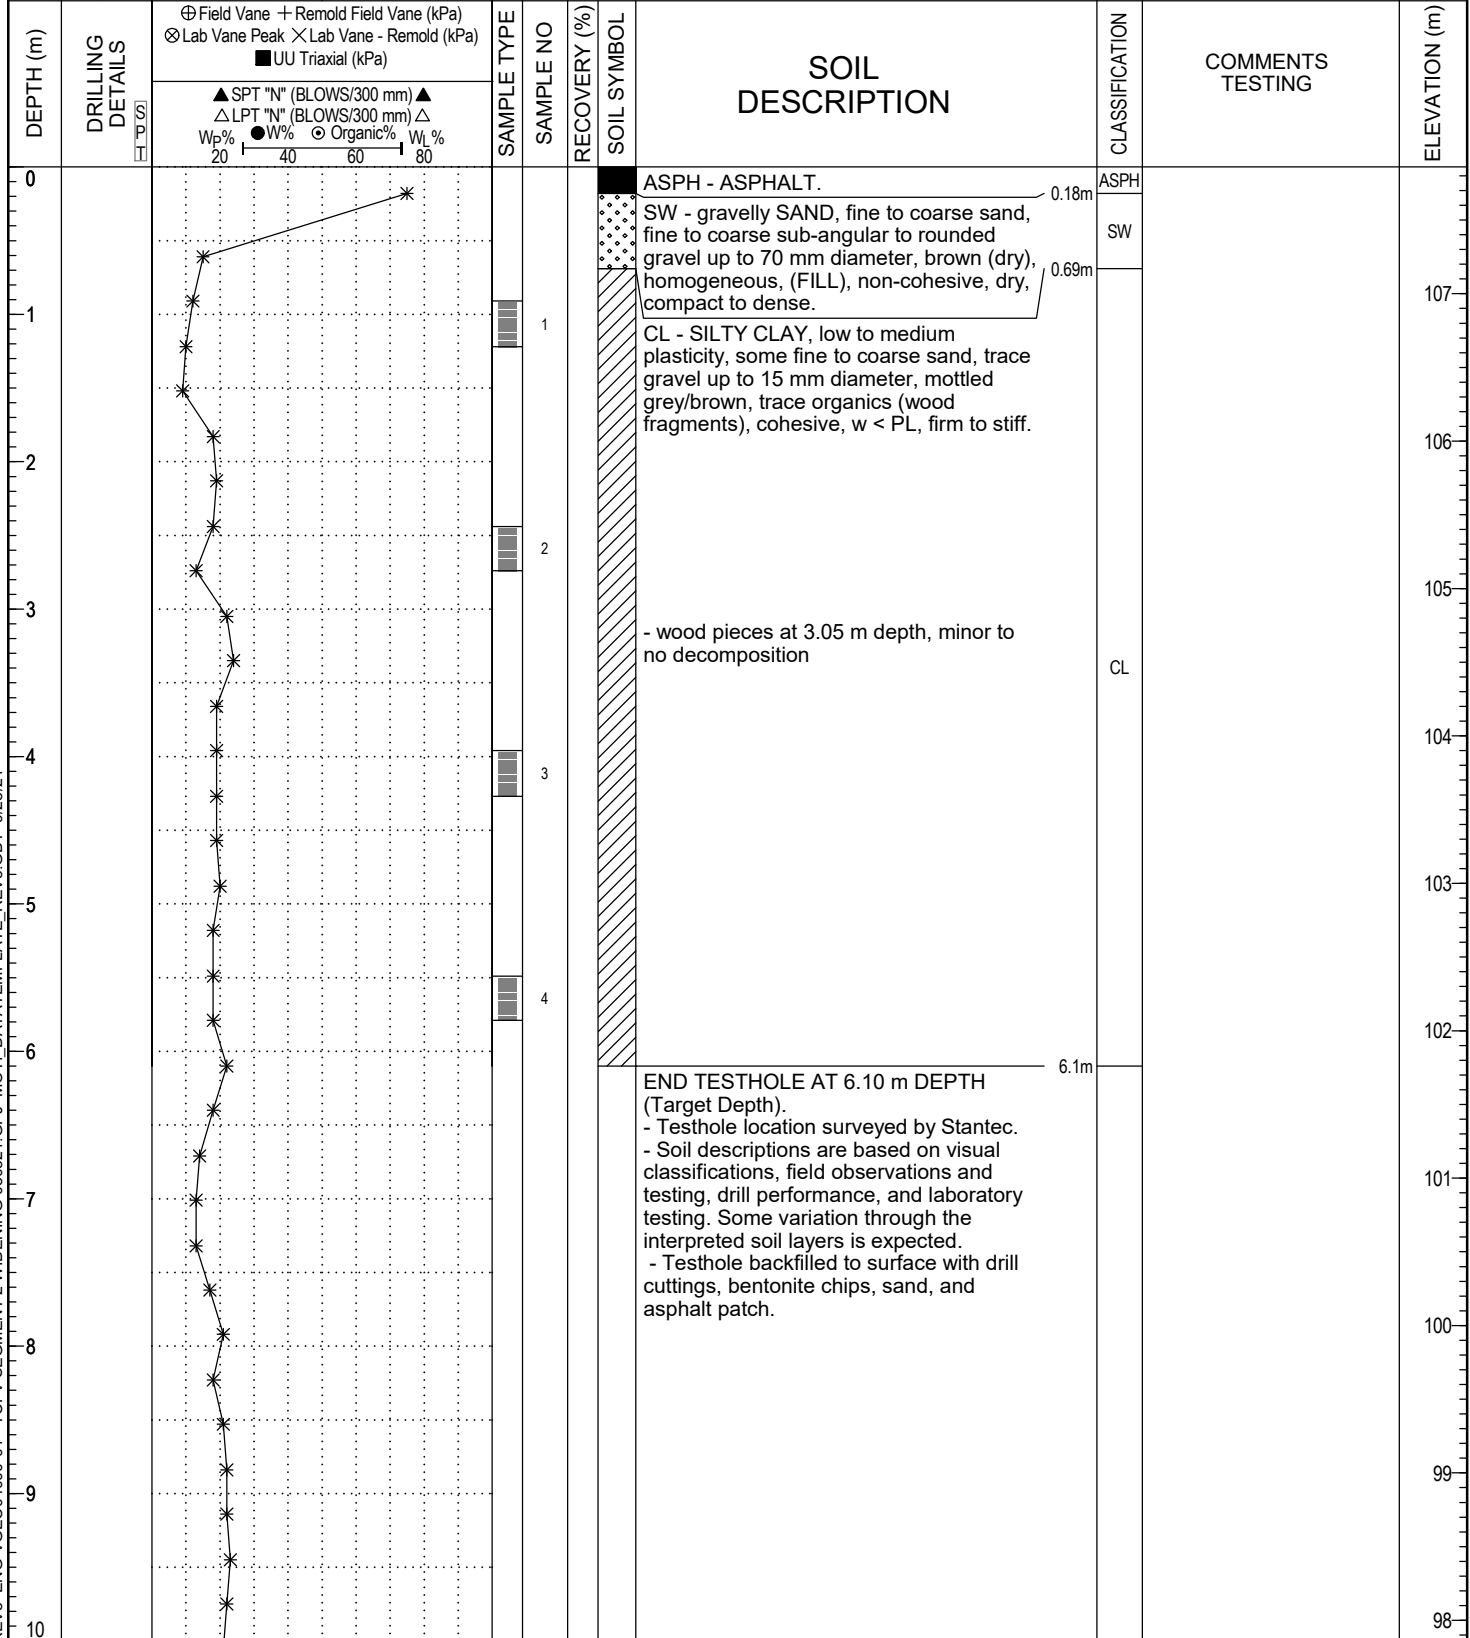 DEPTH (m)
DRILLING
DETAILS
SPT
⊕ Field Vane + Remold Field Vane (kPa)
⊗ Lab Vane Peak × Lab Vane - Remold (kPa)
■ UU Triaxial (kPa)
▲ SPT "N" (BLOWS/300 mm) ▲
△ LPT "N" (BLOWS/300 mm) △
WP% ●W% ⊙ Organic% WL%
20 40 60 80
SAMPLE TYPE
SAMPLE NO
RECOVERY (%)
SOIL SYMBOL
SOIL
DESCRIPTION
CLASSIFICATION
COMMENTS
TESTING
ELEVATION (m)
0
1
2
3
4
5
6
7
8
9
10
1
2
3
4
ASPH - ASPHALT.
0.18m
SW - gravelly SAND, fine to coarse sand,
fine to coarse sub-angular to rounded
gravel up to 70 mm diameter, brown (dry),
homogeneous, (FILL), non-cohesive, dry,
compact to dense.
0.69m
CL - SILTY CLAY, low to medium
plasticity, some fine to coarse sand, trace
gravel up to 15 mm diameter, mottled
grey/brown, trace organics (wood
fragments), cohesive, w < PL, firm to stiff.
- wood pieces at 3.05 m depth, minor to
no decomposition
6.1m
END TESTHOLE AT 6.10 m DEPTH
(Target Depth).
- Testhole location surveyed by Stantec.
- Soil descriptions are based on visual
classifications, field observations and
testing, drill performance, and laboratory
testing. Some variation through the
interpreted soil layers is expected.
- Testhole backfilled to surface with drill
cuttings, bentonite chips, sand, and
asphalt patch.
ASPH
SW
CL
107
106
105
104
103
102
101
100
99
98